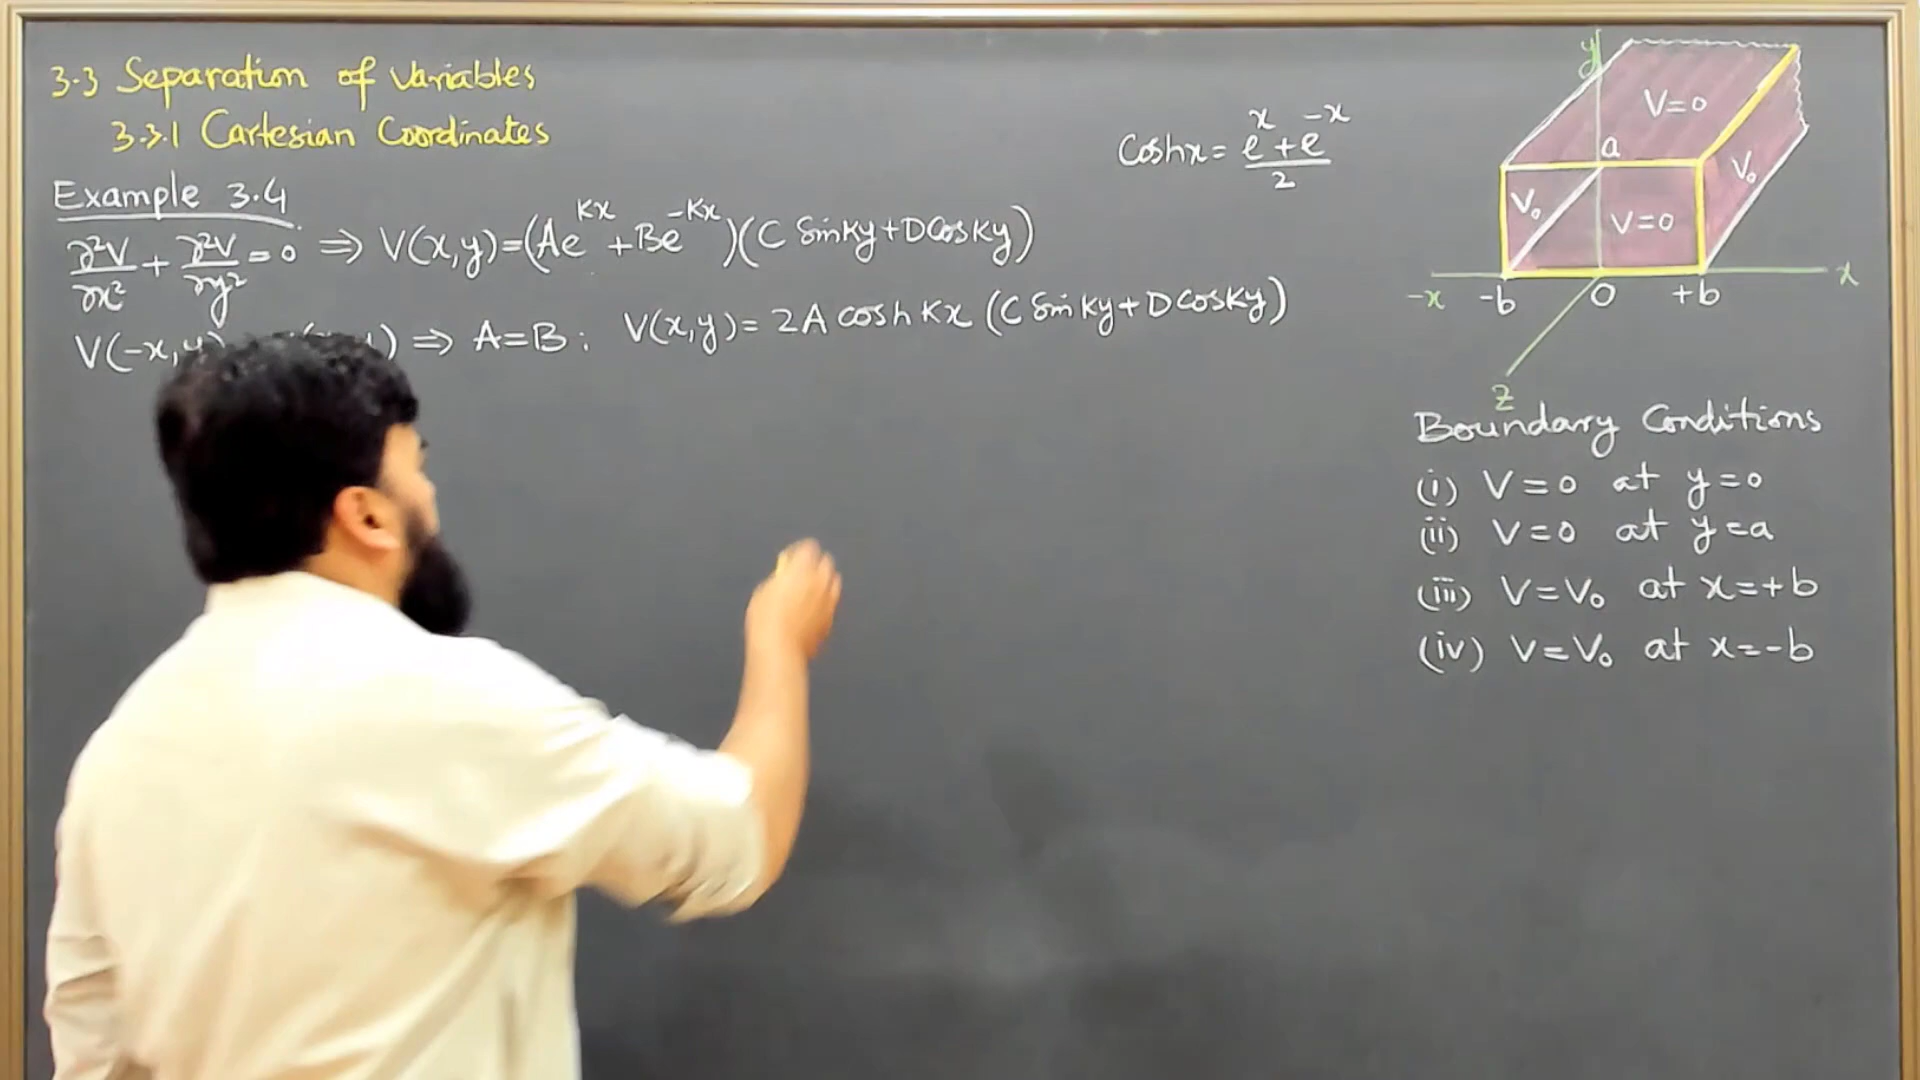 3.3 Separation of Variables
3.3.1 Cartesian Coordinates
Example 3.4
∂²V/∂x² + ∂²V/∂y² = 0 ⇒ V(x,y)=(Ae^{Kx}+Be^{-Kx})(C Sin Ky+D Cos Ky)
V(-x,y) ⇒ A=B: V(x,y)= 2A cosh Kx (C Sin Ky+D Cos Ky)
Cosh x = (e^x + e^{-x})/2
y
V=0
a
V₀
V₀
V=0
-x -b 0 +b x
z
Boundary Conditions
(i) V=0 at y=0
(ii) V=0 at y=a
(iii) V=V₀ at x=+b
(iv) V=V₀ at x=-b